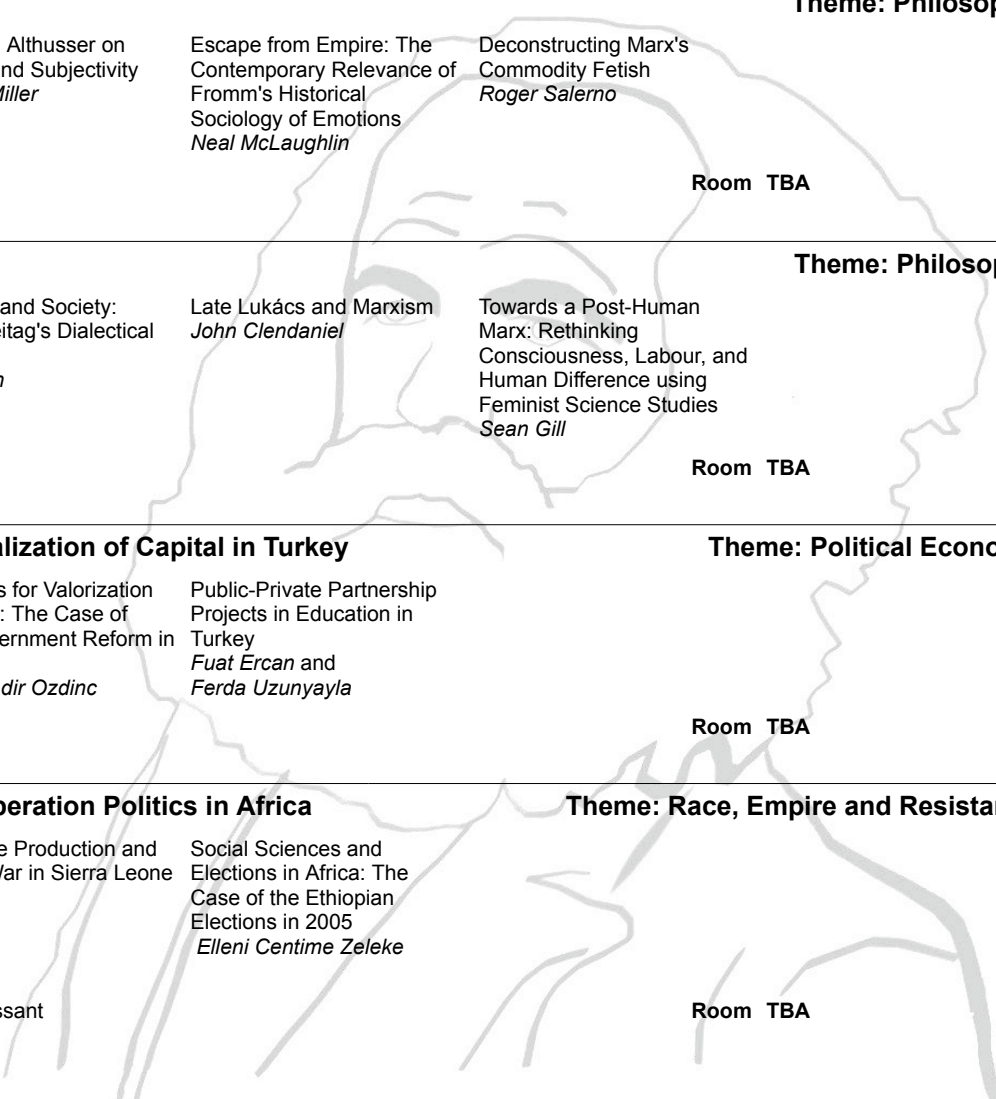 Theme: Philosop
Althusser on
nd Subjectivity
Miller
Escape from Empire: The
Contemporary Relevance of
Fromm's Historical
Sociology of Emotions
Neal McLaughlin
Deconstructing Marx's
Commodity Fetish
Roger Salerno
Room TBA
Theme: Philosop
and Society:
eitag's Dialectical
n
Late Lukács and Marxism
John Clendaniel
Towards a Post-Human
Marx: Rethinking
Consciousness, Labour, and
Human Difference using
Feminist Science Studies
Sean Gill
Room TBA
alization of Capital in Turkey
Theme: Political Econo
s for Valorization
: The Case of
ernment Reform in
dir Ozdinc
Public-Private Partnership
Projects in Education in
Turkey
Fuat Ercan and
Ferda Uzunyayla
Room TBA
beration Politics in Africa
Theme: Race, Empire and Resista
e Production and
War in Sierra Leone
Social Sciences and
Elections in Africa: The
Case of the Ethiopian
Elections in 2005
Elleni Centime Zeleke
ssant
Room TBA